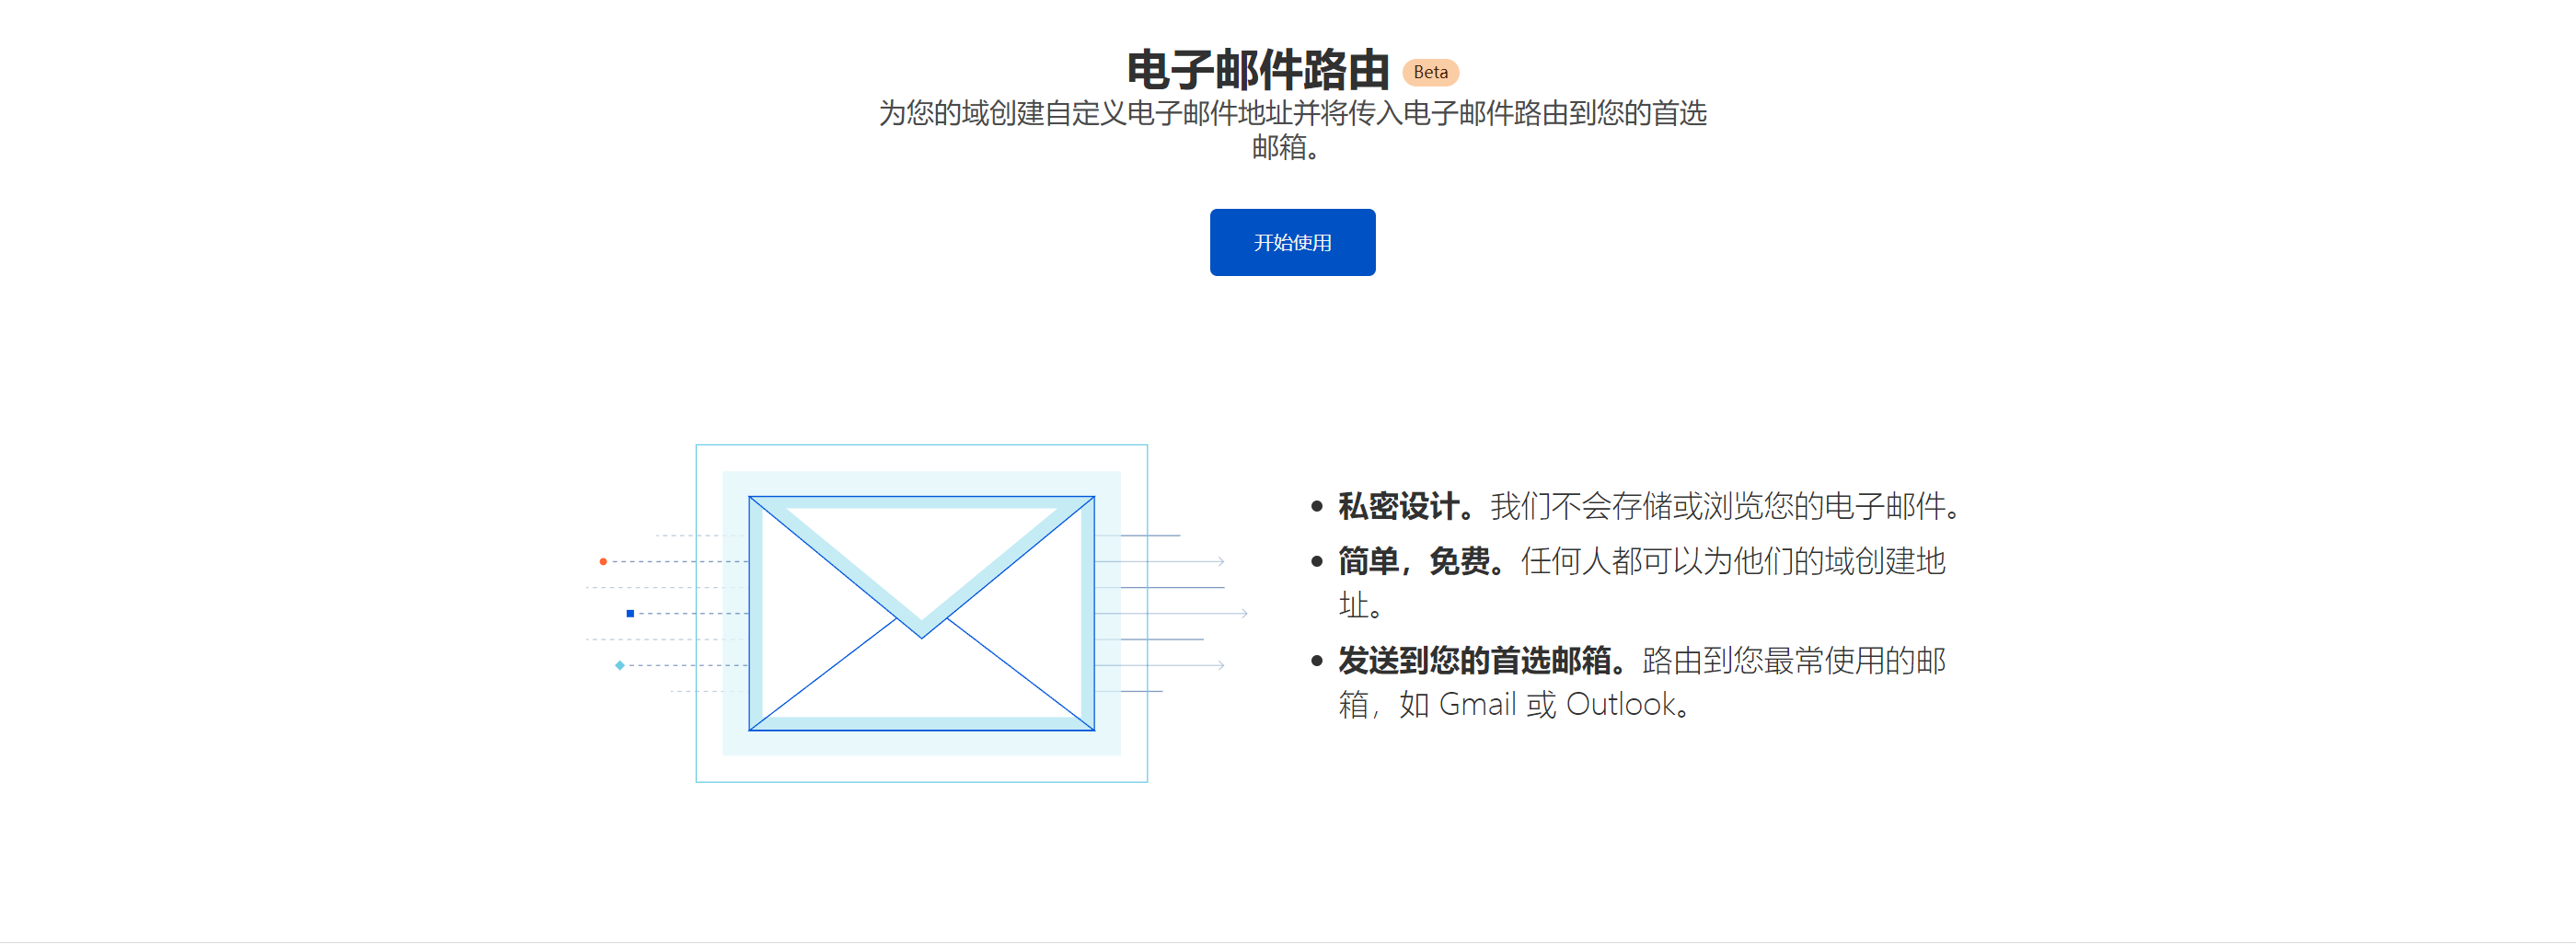 电子邮件路由 Beta
为您的域创建自定义电子邮件地址并将传入电子邮件路由到您的首选
邮箱。
开始使用
私密设计。我们不会存储或浏览您的电子邮件。
简单，免费。任何人都可以为他们的域创建地
址。
发送到您的首选邮箱。路由到您最常使用的邮
箱，如 Gmail 或 Outlook。